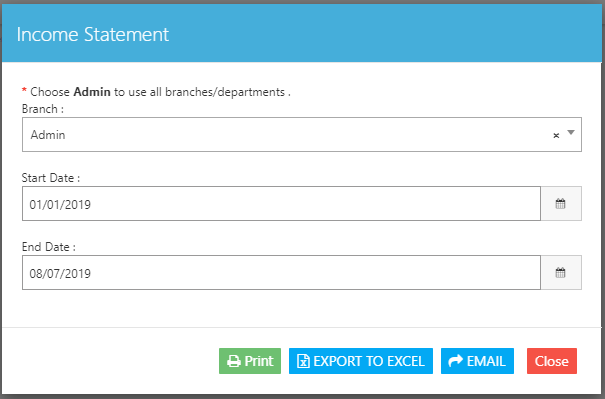 Income Statement
* Choose Admin to use all branches/departments .
Branch :
Admin
Start Date :
01/01/2019
End Date :
08/07/2019
Print EXPORT TO EXCEL EMAIL Close